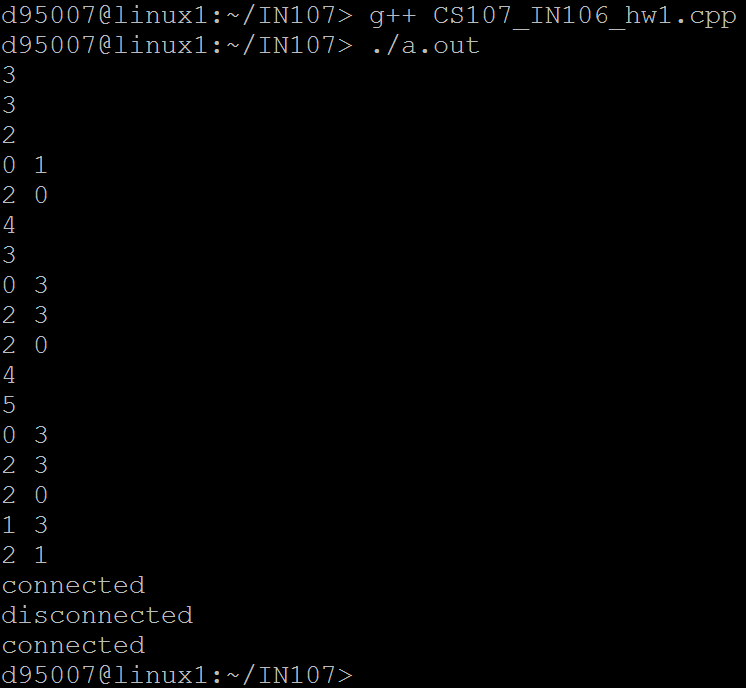 d95007@linux1:~/IN107> g++ CS107_IN106_hw1.cpp
d95007@linux1:~/IN107> ./a.out
3
3
2
0 1
2 0
4
3
0 3
2 3
2 0
4
5
0 3
2 3
2 0
1 3
2 1
connected
disconnected
connected
d95007@linux1:~/IN107>